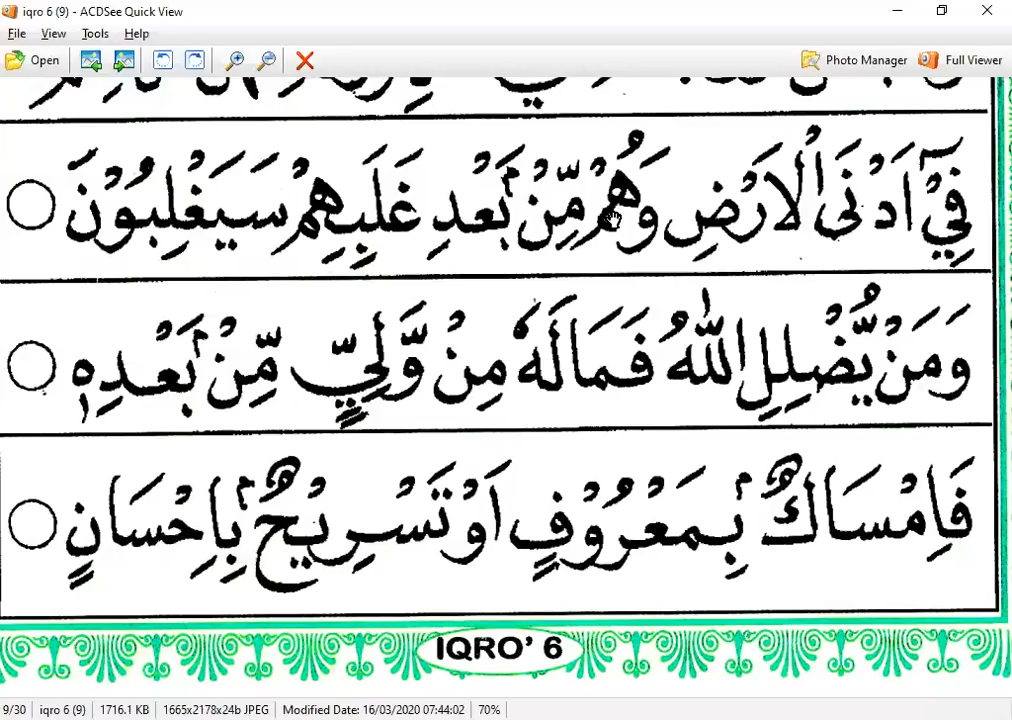 iqro 6 (9) - ACDSee Quick View
File View Tools Help
Open Photo Manager Full Viewer
فِيْٓ اَدْنَى الْاَرْضِ وَهُمْ مِّنْۢ بَعْدِ غَلَبِهِمْ سَيَغْلِبُوْنَ
وَمَنْ يُّضْلِلِ اللّٰهُ فَمَالَهٗ مِنْ وَّلِيٍّ مِّنْۢ بَعْدِهٖ
فَاِمْسَاكٌۢ بِمَعْرُوْفٍ اَوْتَسْرِيْحٌۢ بِاِحْسَانٍ
IQRO’ 6
9/30 iqro 6 (9) 1716.1 KB 1665x2178x24b JPEG Modified Date: 16/03/2020 07:44:02 70%